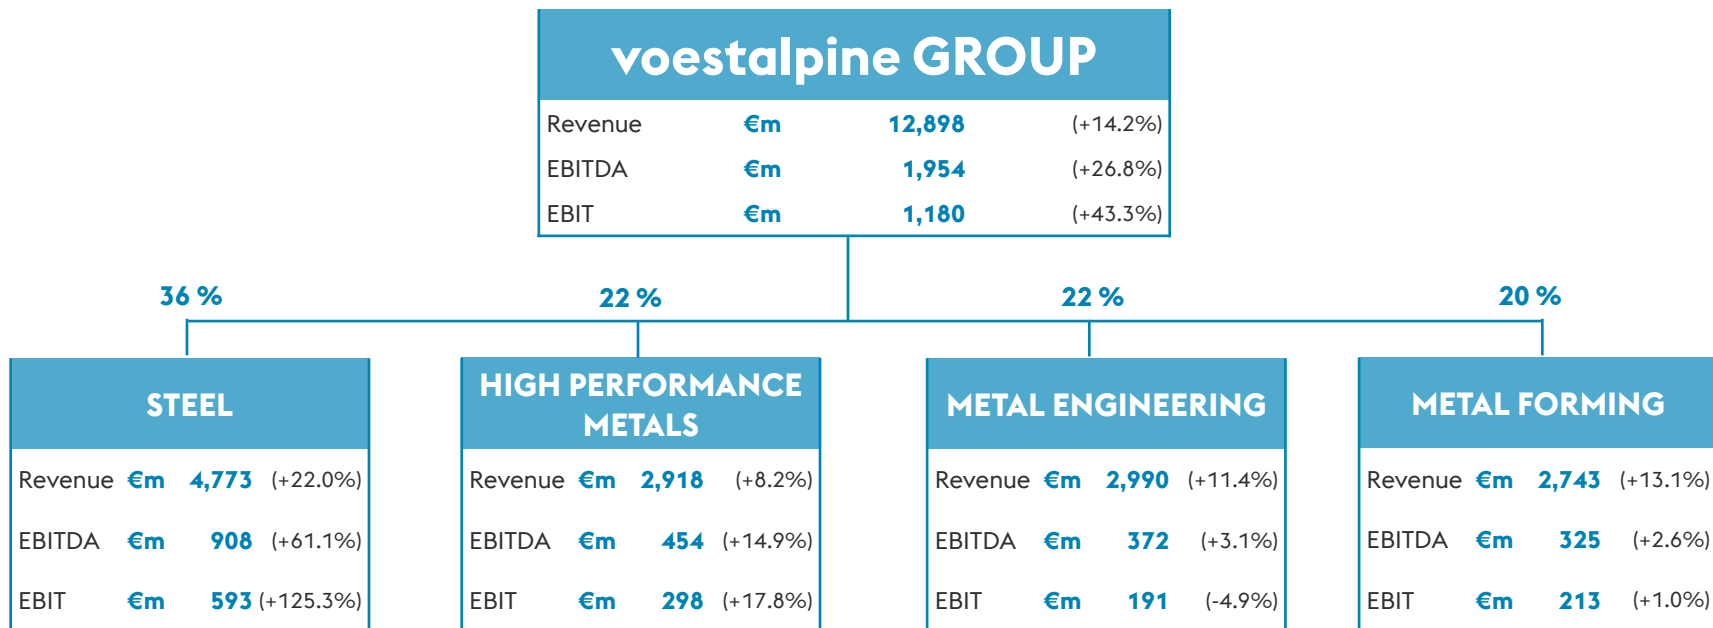 voestalpine GROUP
Revenue €m 12,898 (+14.2%)
EBITDA €m 1,954 (+26.8%)
EBIT €m 1,180 (+43.3%)
36 % 22 % 22 % 20 %
STEEL
Revenue €m 4,773 (+22.0%)
EBITDA €m 908 (+61.1%)
EBIT €m 593 (+125.3%)
HIGH PERFORMANCE
METALS
Revenue €m 2,918 (+8.2%)
EBITDA €m 454 (+14.9%)
EBIT €m 298 (+17.8%)
METAL ENGINEERING
Revenue €m 2,990 (+11.4%)
EBITDA €m 372 (+3.1%)
EBIT €m 191 (-4.9%)
METAL FORMING
Revenue €m 2,743 (+13.1%)
EBITDA €m 325 (+2.6%)
EBIT €m 213 (+1.0%)